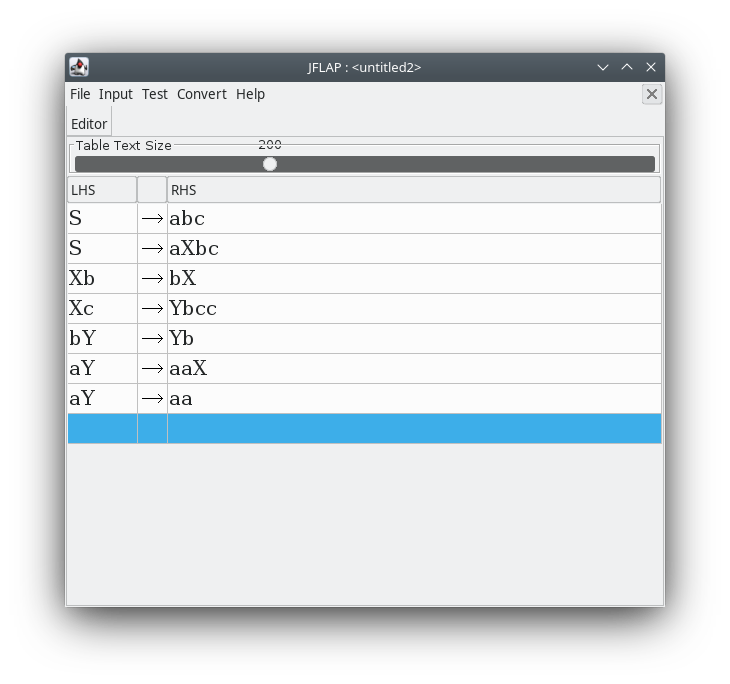 JFLAP : <untitled2>
File Input Test Convert Help
Editor
Table Text Size 200
LHS RHS
S → abc
S → aXbc
Xb → bX
Xc → Ybcc
bY → Yb
aY → aaX
aY → aa